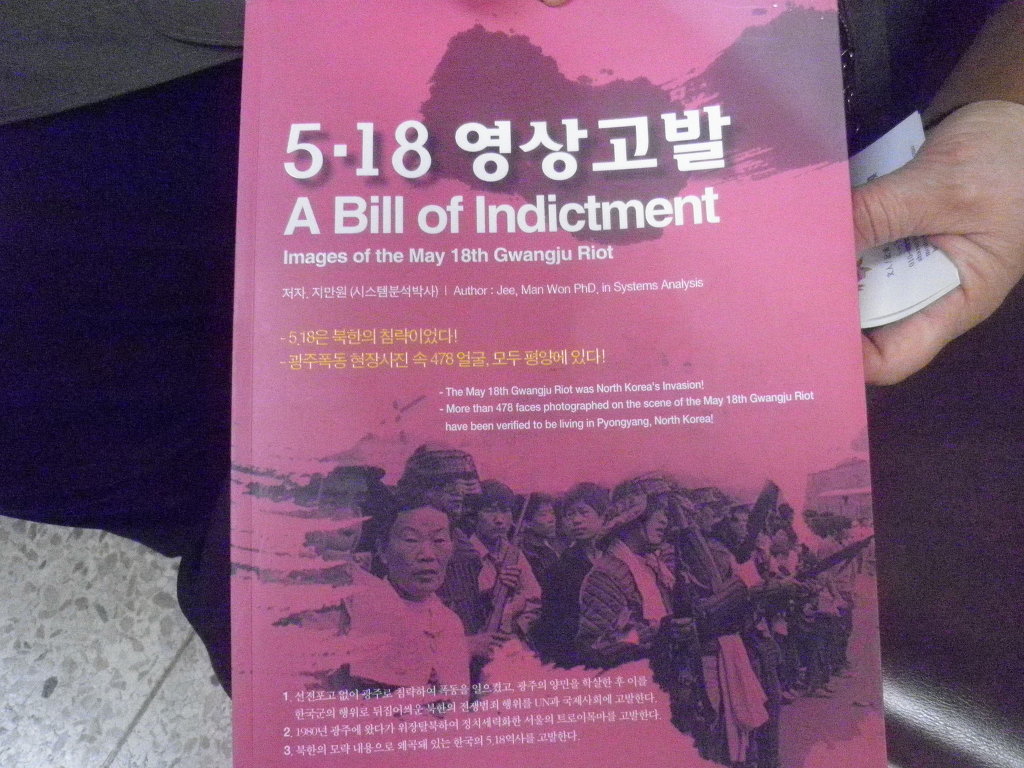 5·18 영상고발
A Bill of Indictment
Images of the May 18th Gwangju Riot
저자. 지만원 (시스템분석박사) | Author : Jee, Man Won PhD, in Systems Analysis
- 5.18은 북한의 침략이었다!
- 광주폭동 현장사진 속 478 얼굴, 모두 평양에 있다!
- The May 18th Gwangju Riot was North Korea's Invasion!
- More than 478 faces photographed on the scene of the May 18th Gwangju Riot
have been verified to be living in Pyongyang, North Korea!
1. 선전포고 없이 광주로 침략하여 폭동을 일으켰고, 광주의 양민을 학살한 후 이를
한국군의 행위로 뒤집어씌운 북한의 전쟁범죄 행위를 UN과 국제사회에 고발한다.
2. 1980년 광주에 왔다가 위장탈북하여 정치세력화한 서울의 트로이목마를 고발한다.
3. 북한의 모략 내용으로 왜곡돼 있는 한국의 5.18역사를 고발한다.